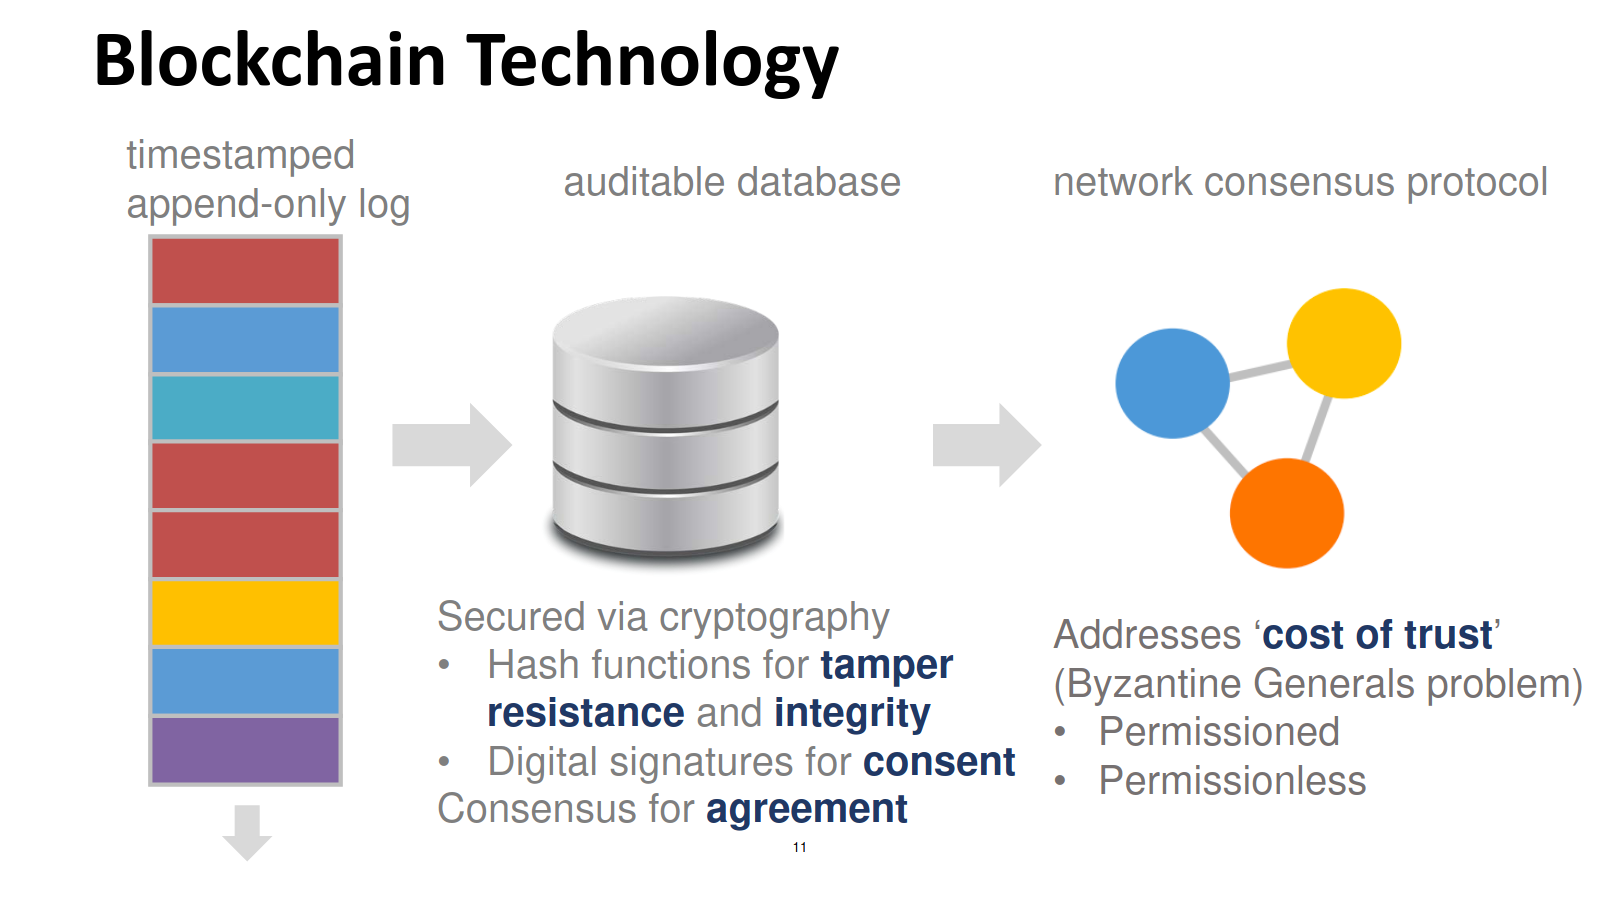 Blockchain Technology
timestamped
append-only log
auditable database
network consensus protocol
Secured via cryptography
• Hash functions for tamper
resistance and integrity
• Digital signatures for consent
Consensus for agreement
Addresses ‘cost of trust’
(Byzantine Generals problem)
• Permissioned
• Permissionless
11